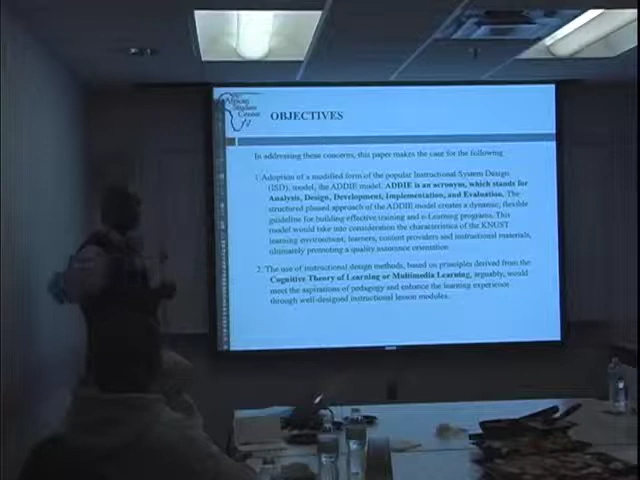 African
Studies
Center
OBJECTIVES
In addressing these concerns, this paper makes the case for the following
1. Adoption of a modified form of the popular Instructional System Design
(ISD) model, the ADDIE model. ADDIE is an acronym, which stands for
Analysis, Design, Development, Implementation, and Evaluation. The
structured phased approach of the ADDIE model creates a dynamic, flexible
guideline for building effective training and e-Learning programs. This
model would take into consideration the characteristics of the KNUST
learning environment, learners, content providers and instructional materials,
ultimately promoting a quality assurance orientation.
2. The use of instructional design methods, based on principles derived from the
Cognitive Theory of Learning or Multimedia Learning, arguably, would
meet the aspirations of pedagogy and enhance the learning experience
through well-designed instructional lesson modules.